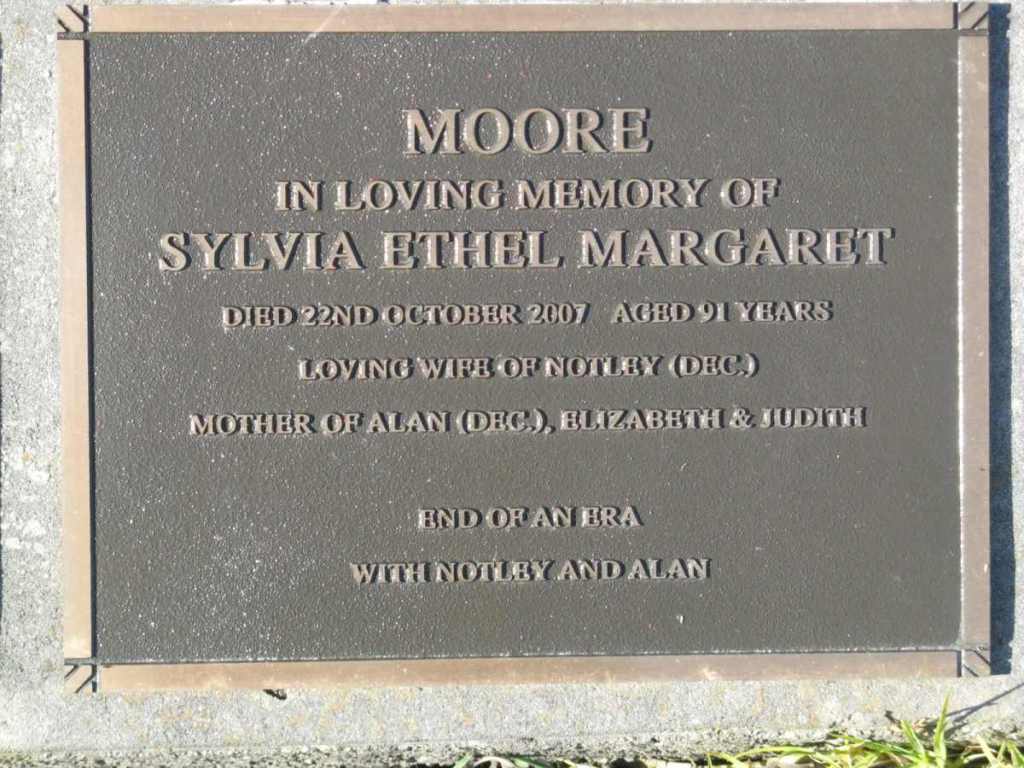 MOORE
IN LOVING MEMORY OF
SYLVIA ETHEL MARGARET
DIED 22ND OCTOBER 2007 AGED 91 YEARS
LOVING WIFE OF NOTLEY (DEC.)
MOTHER OF ALAN (DEC.), ELIZABETH & JUDITH
END OF AN ERA
WITH NOTLEY AND ALAN